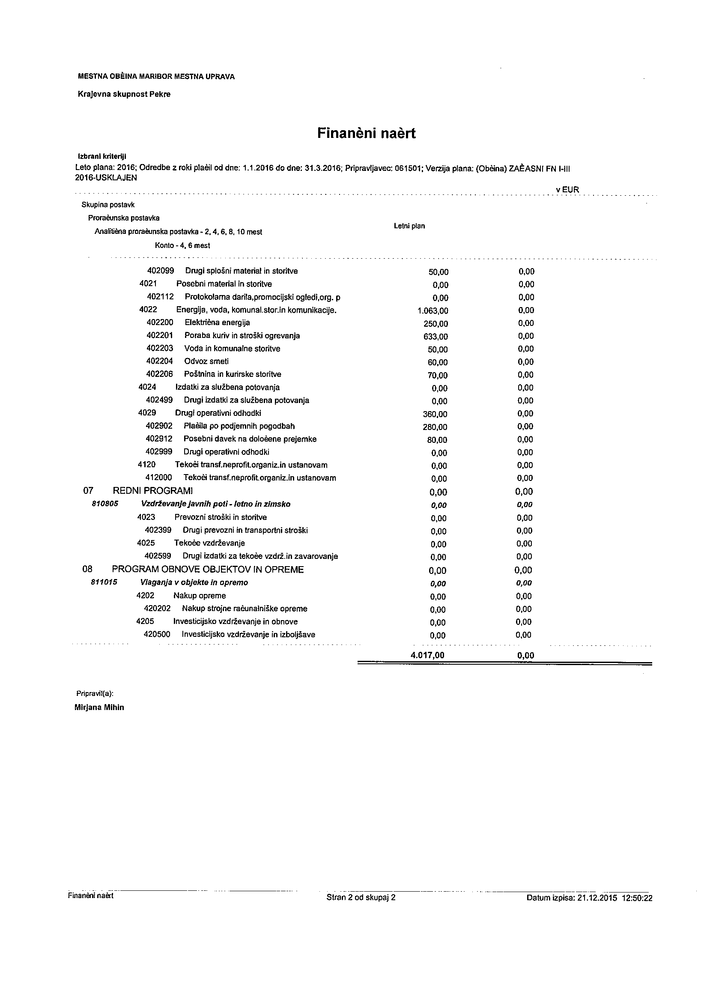 MESTNA OBÈINA MARIBOR MESTNA UPRAVA
Krajevna skupnost Pekre
Finanèni naèrt
Izbrani kriteriji
Leto plana: 2016; Odredbe z roki plaèil od dne: 1.1.2016 do dne: 31.3.2016; Pripravljavec: 061501; Verzija plana: (Obèina) ZAÈASNI FN I-III
2016-USKLAJEN
v EUR
Skupina postavk
Proraèunska postavka
Letni plan
Analitièna proraèunska postavka - 2, 4, 6, 8, 10 mest
Konto - 4, 6 mest
402099 Drugi splošni material in storitve 50,00 0,00
4021 Posebni material in storitve 0,00 0,00
402112 Protokolarna darila,promocijski ogledi,org. p 0,00 0,00
4022 Energija, voda, komunal.stor.in komunikacije. 1.063,00 0,00
402200 Elektrièna energija 250,00 0,00
402201 Poraba kuriv in stroški ogrevanja 633,00 0,00
402203 Voda in komunalne storitve 50,00 0,00
402204 Odvoz smeti 60,00 0,00
402206 Poštnina in kurirske storitve 70,00 0,00
4024 Izdatki za službena potovanja 0,00 0,00
402499 Drugi izdatki za službena potovanja 0,00 0,00
4029 Drugi operativni odhodki 360,00 0,00
402902 Plaèila po podjemnih pogodbah 280,00 0,00
402912 Posebni davek na doloèene prejemke 80,00 0,00
402999 Drugi operativni odhodki 0,00 0,00
4120 Tekoèi transf.neprofit.organiz.in ustanovam 0,00 0,00
412000 Tekoèi transf.neprofit.organiz.in ustanovam 0,00 0,00
07 REDNI PROGRAMI 0,00 0,00
810805 Vzdrževanje javnih poti - letno in zimsko 0,00 0,00
4023 Prevozni stroški in storitve 0,00 0,00
402399 Drugi prevozni in transportni stroški 0,00 0,00
4025 Tekoèe vzdrževanje 0,00 0,00
402599 Drugi izdatki za tekoèe vzdrž.in zavarovanje 0,00 0,00
08 PROGRAM OBNOVE OBJEKTOV IN OPREME 0,00 0,00
811015 Vlaganja v objekte in opremo 0,00 0,00
4202 Nakup opreme 0,00 0,00
420202 Nakup strojne raèunalniške opreme 0,00 0,00
4205 Investicijsko vzdrževanje in obnove 0,00 0,00
420500 Investicijsko vzdrževanje in izboljšave 0,00 0,00
4.017,00 0,00
Pripravil(a):
Mirjana Mihin
Finanèni naèrt Stran 2 od skupaj 2 Datum izpisa: 21.12.2015 12:50:22